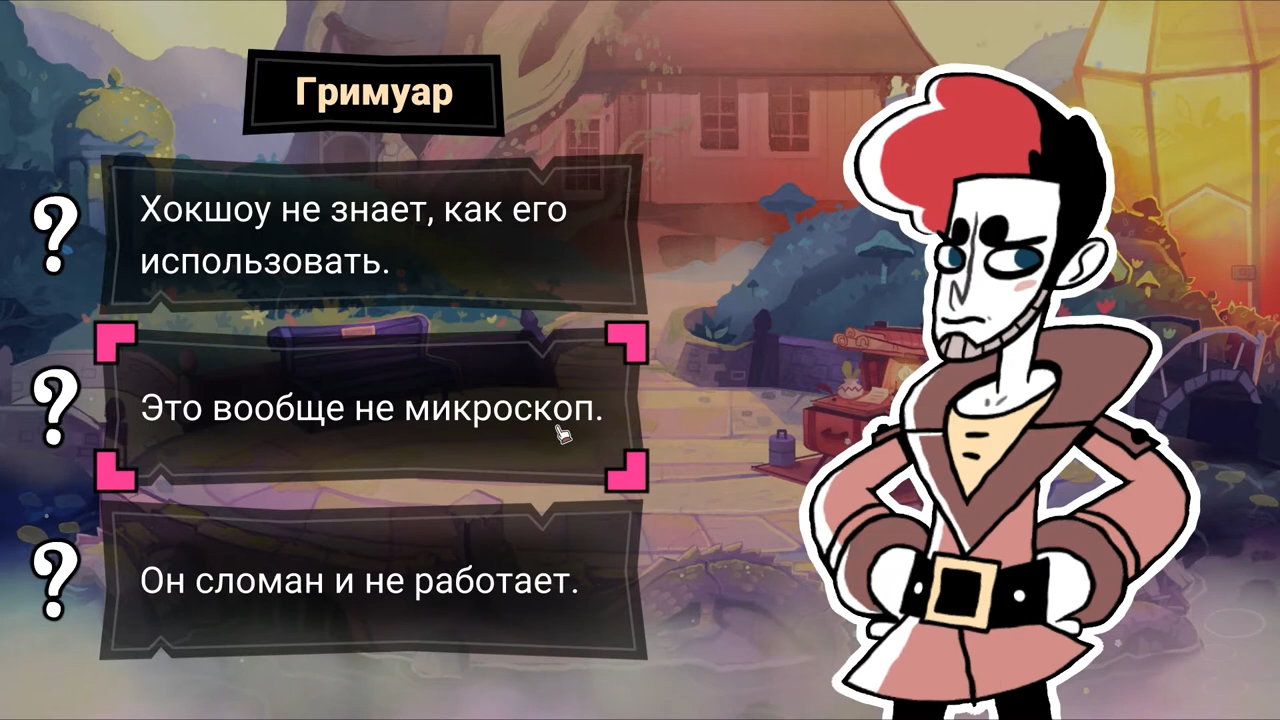 Гримуар
Хокшоу не знает, как его
использовать.
Это вообще не микроскоп.
Он сломан и не работает.